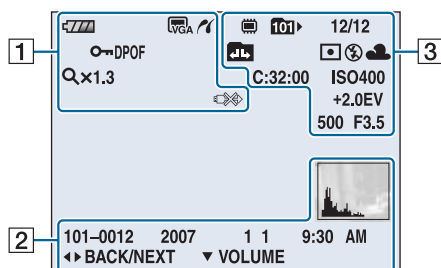 1
VGA
101
12/12
3
DPOF
×1.3
C:32:00
ISO400
+2.0EV
500 F3.5
2
101–0012 2007 1 1 9:30 AM
BACK/NEXT VOLUME